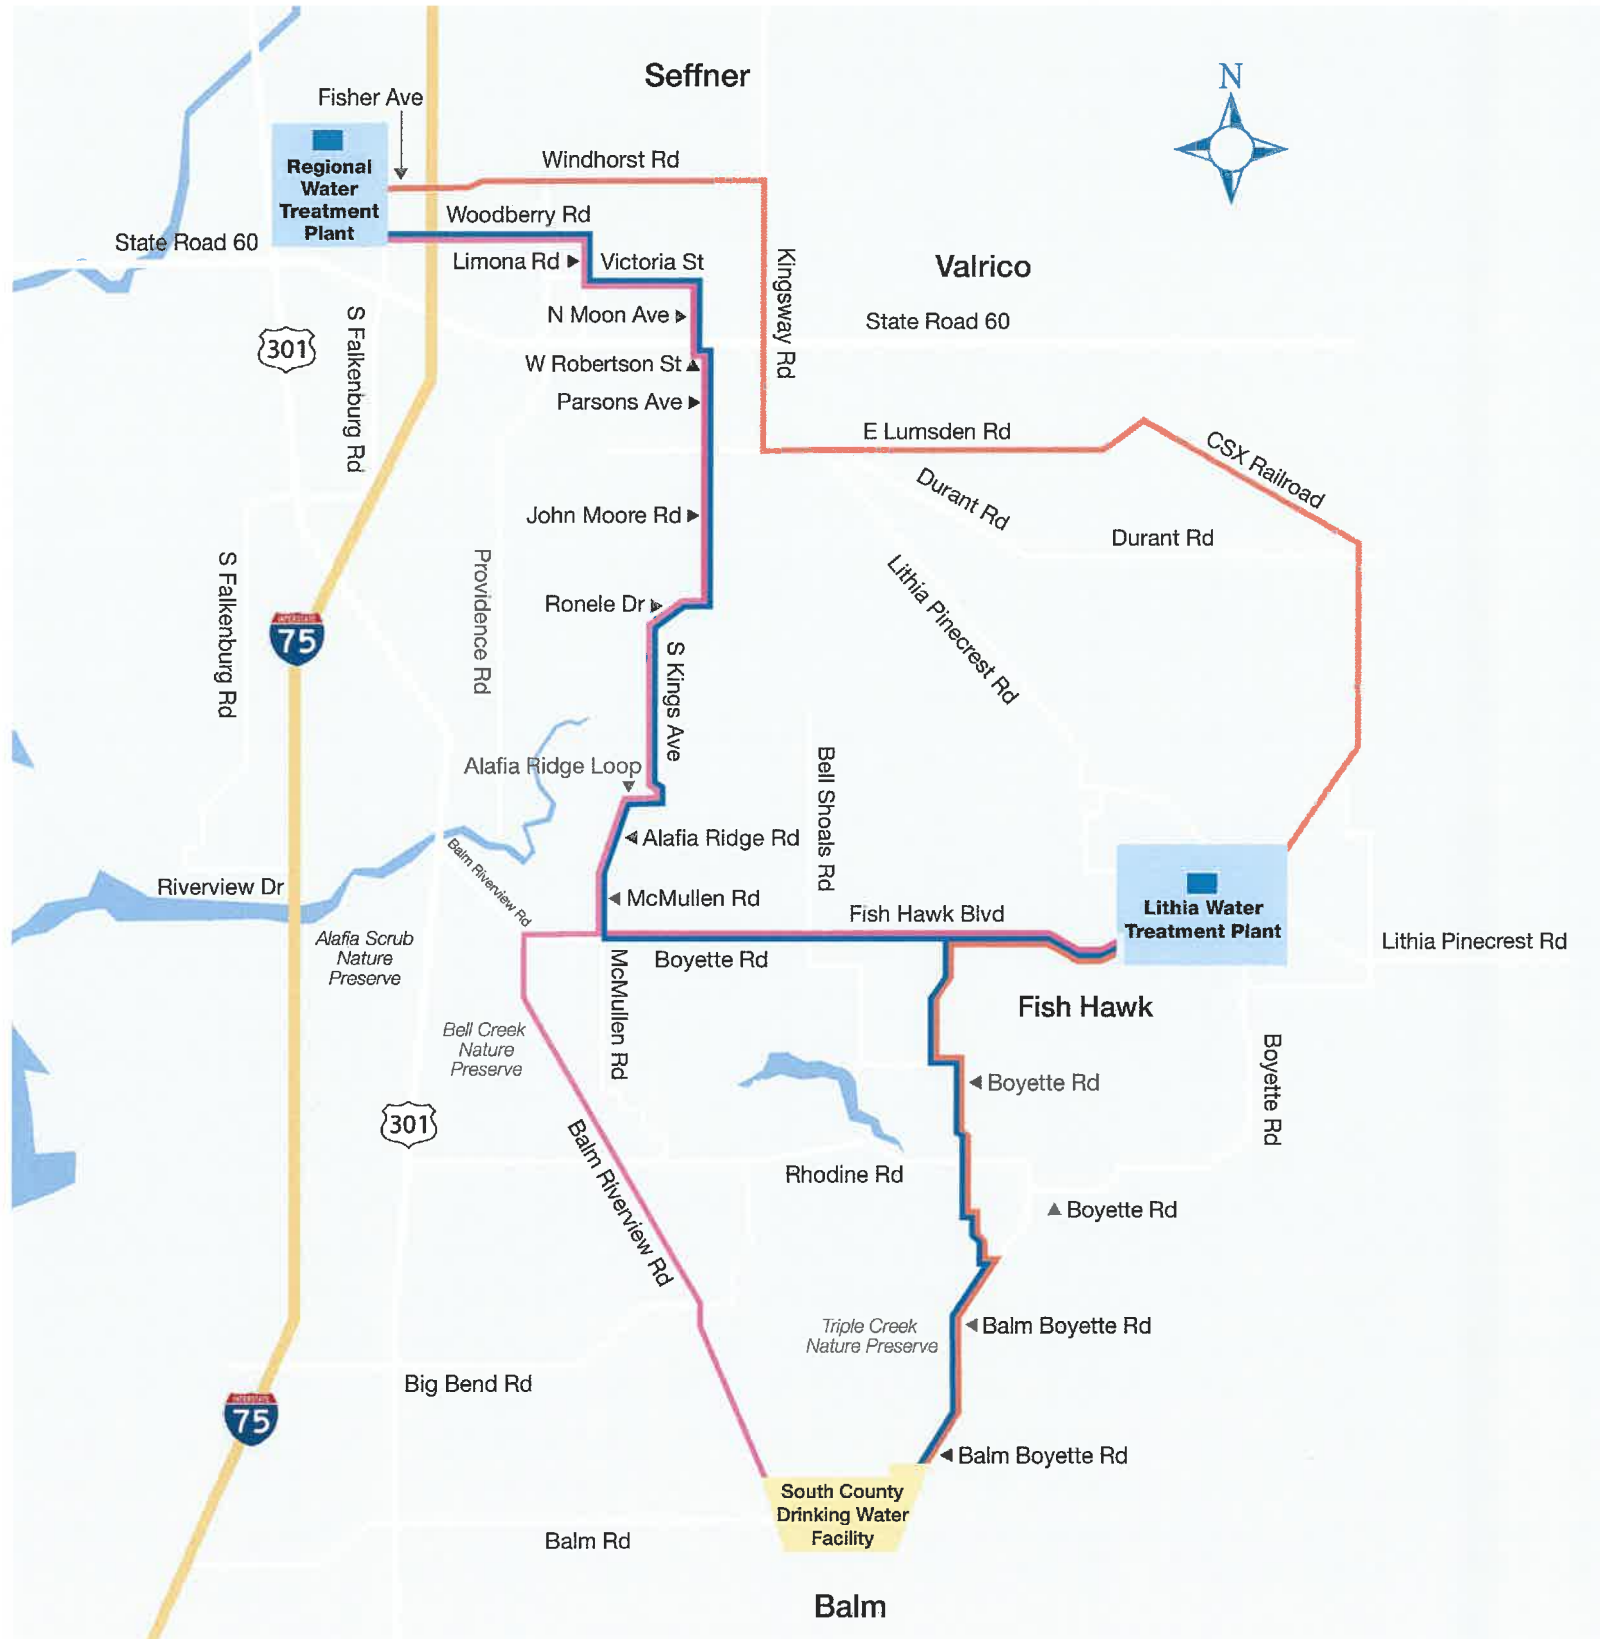 Seffner
N
Fisher Ave
Windhorst Rd
Regional
Water
Treatment
Plant
Woodberry Rd
State Road 60
Limona Rd
Victoria St
Kingsway Rd
Valrico
N Moon Ave
State Road 60
S Falkenburg Rd
301
W Robertson St
Parsons Ave
E Lumsden Rd
CSX Railroad
Durant Rd
John Moore Rd
Durant Rd
S Falkenburg Rd
Providence Rd
Lithia Pinecrest Rd
Ronele Dr
INTERSTATE
75
S Kings Ave
Alafia Ridge Loop
Bell Shoals Rd
Alafia Ridge Rd
Balm Riverview Rd
Riverview Dr
McMullen Rd
Fish Hawk Blvd
Lithia Water
Treatment Plant
Alafia Scrub
Nature
Preserve
Boyette Rd
Lithia Pinecrest Rd
McMullen Rd
Fish Hawk
Bell Creek
Nature
Preserve
Boyette Rd
Boyette Rd
301
Balm Riverview Rd
Rhodine Rd
Boyette Rd
Triple Creek
Nature Preserve
Balm Boyette Rd
Big Bend Rd
INTERSTATE
75
Balm Boyette Rd
South County
Drinking Water
Facility
Balm Rd
Balm